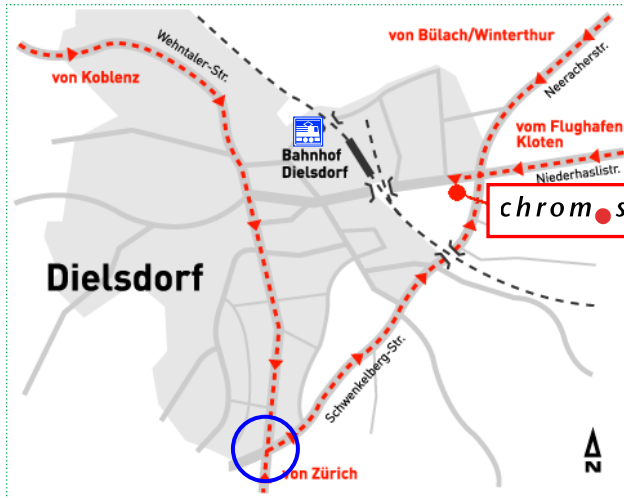 von Bülach/Winterthur
Wehntaler-Str.
von Koblenz
Neeracherstr.
vom Flughafen
Kloten
Bahnhof
Dielsdorf
Niederhaslistr.
chrom s
Dielsdorf
Schwenkelberg-Str.
von Zürich
N